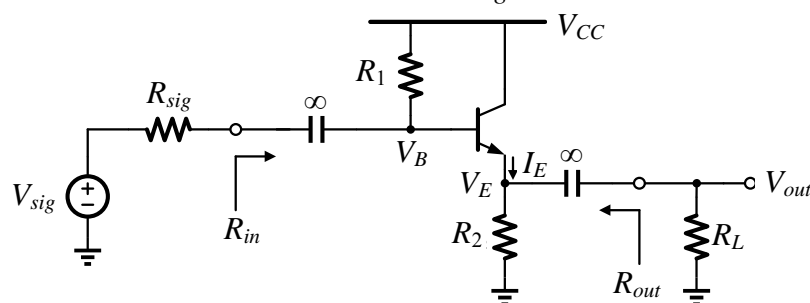 g
V_CC
R_1
R_sig
∞
V_B
I_E
∞
V_E
V_sig
+
−
V_out
R_in
R_2
R_L
R_out